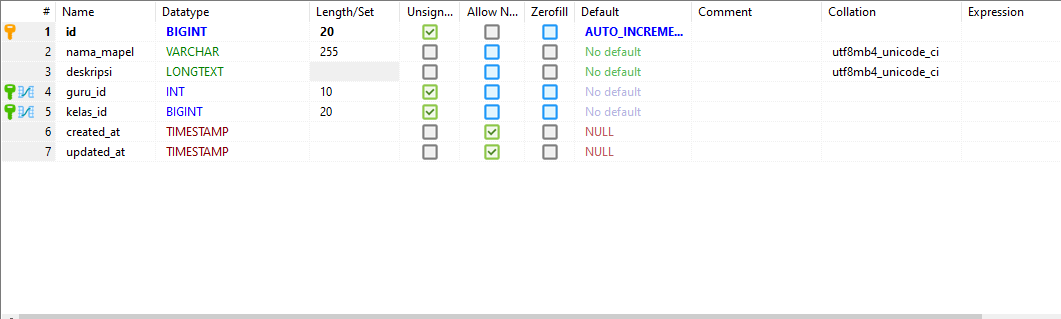 # Name Datatype Length/Set Unsign... Allow N... Zerofill Default Comment Collation Expression
1 id BIGINT 20 AUTO_INCREME...
2 nama_mapel VARCHAR 255 No default utf8mb4_unicode_ci
3 deskripsi LONGTEXT No default utf8mb4_unicode_ci
4 guru_id INT 10 No default
5 kelas_id BIGINT 20 No default
6 created_at TIMESTAMP NULL
7 updated_at TIMESTAMP NULL